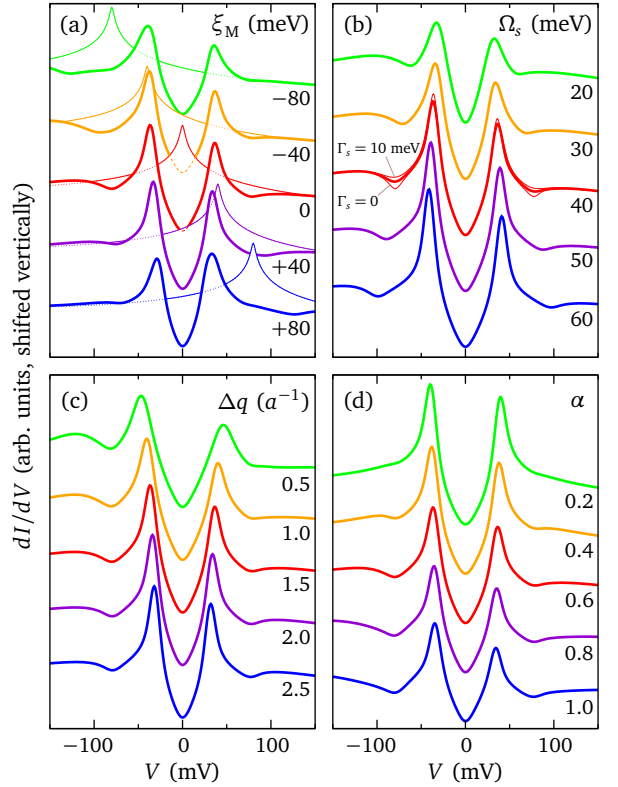 (a) ξM (meV)
−80
−40
0
+40
+80
(b) Ωs (meV)
20
30
Γs = 10 meV
Γs = 0
40
50
60
(c) Δq (a−1)
0.5
1.0
1.5
2.0
2.5
(d) α
0.2
0.4
0.6
0.8
1.0
dI/dV (arb. units, shifted vertically)
−100 0 100
V (mV)
−100 0 100
V (mV)